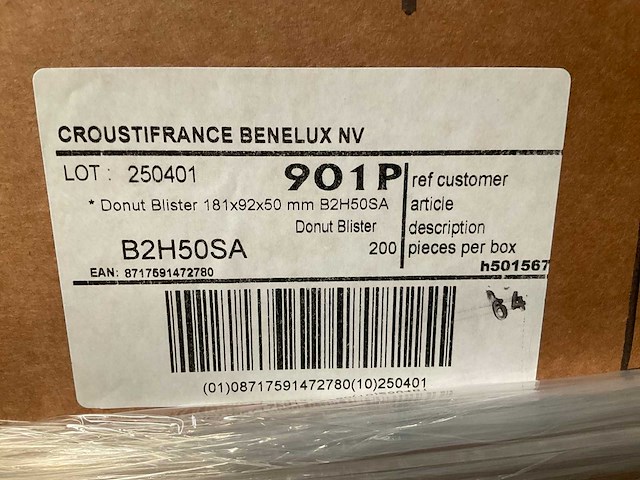 CROUSTIFRANCE BENELUX NV
LOT : 250401 901P ref customer
* Donut Blister 181x92x50 mm B2H50SA article
Donut Blister description
B2H50SA 200 pieces per box
EAN: 8717591472780 h501567
64
(01)08717591472780(10)250401